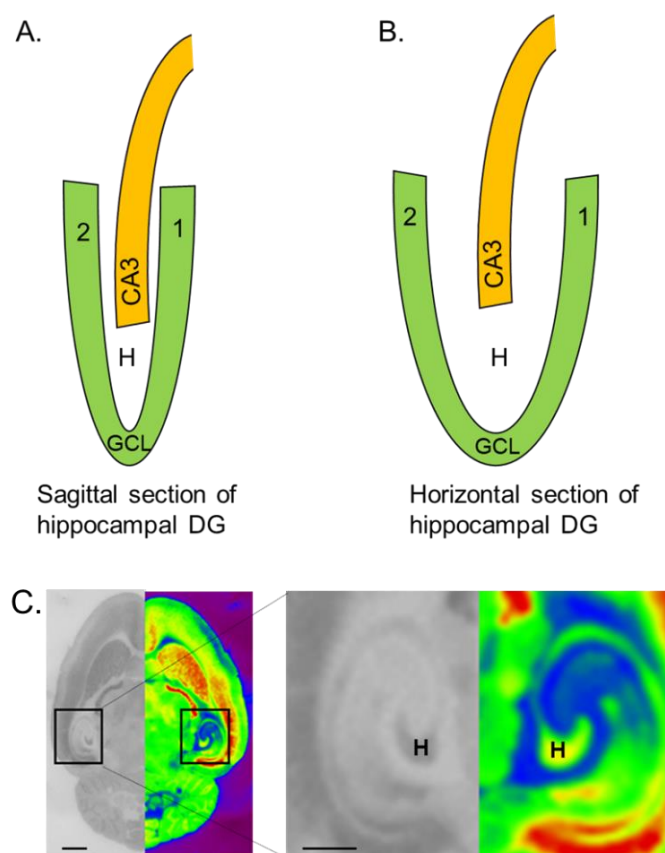 A.
B.
2
1
CA3
H
GCL
2
1
CA3
H
GCL
Sagittal section of
hippocampal DG
Horizontal section of
hippocampal DG
C.
H
H